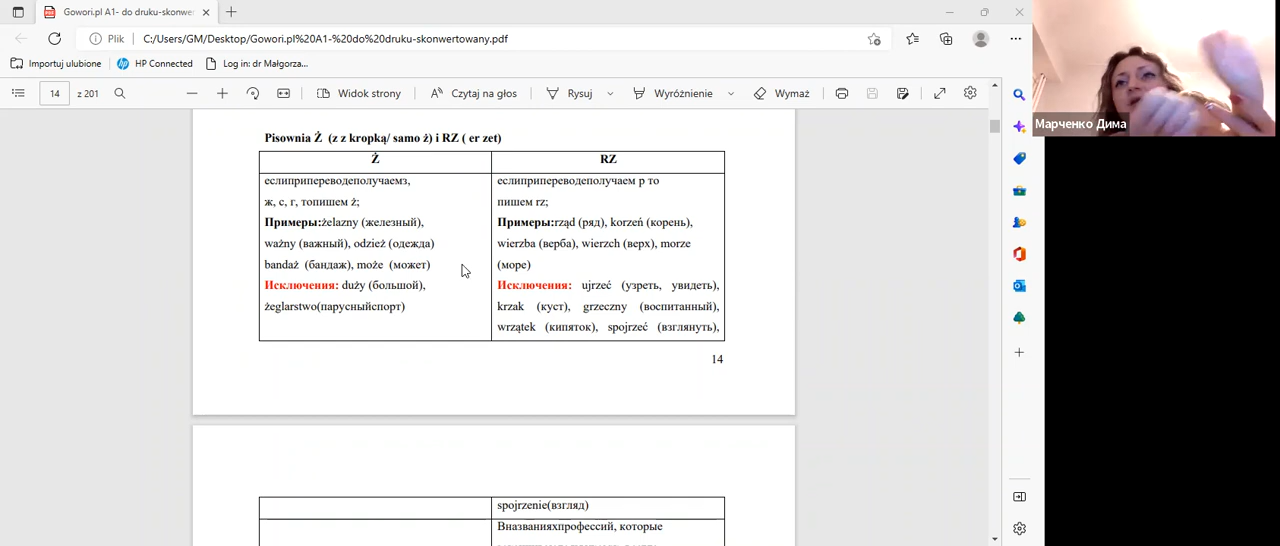 Gowori.pl A1- do druku-skonwer
Plik
C:/Users/GM/Desktop/Gowori.pl%20A1-%20do%20druku-skonwertowany.pdf
Importuj ulubione
HP Connected
Log in: dr Małgorza...
14 z 201
Widok strony
Czytaj na głos
Rysuj
Wyróżnienie
Wymaż
Марченко Дима
Pisownia Ż (z z kropką/ samo ż) i RZ ( er zet)
Ż
еслиприпереводеполучаемз,
ж, с, г, топишем ż;
Примеры:żelazny (железный),
ważny (важный), odzież (одежда)
bandaż (бандаж), może (может)
Исключения: duży (большой),
żeglarstwo(парусныйспорт)
RZ
еслиприпереводеполучаем р то
пишем rz;
Примеры:rząd (ряд), korzeń (корень),
wierzba (верба), wierzch (верх), morze
(море)
Исключения: ujrzeć (узреть, увидеть),
krzak (куст), grzeczny (воспитанный),
wrzątek (кипяток), spojrzeć (взглянуть),
14
spojrzenie(взгляд)
Вназванияхпрофессий, которые